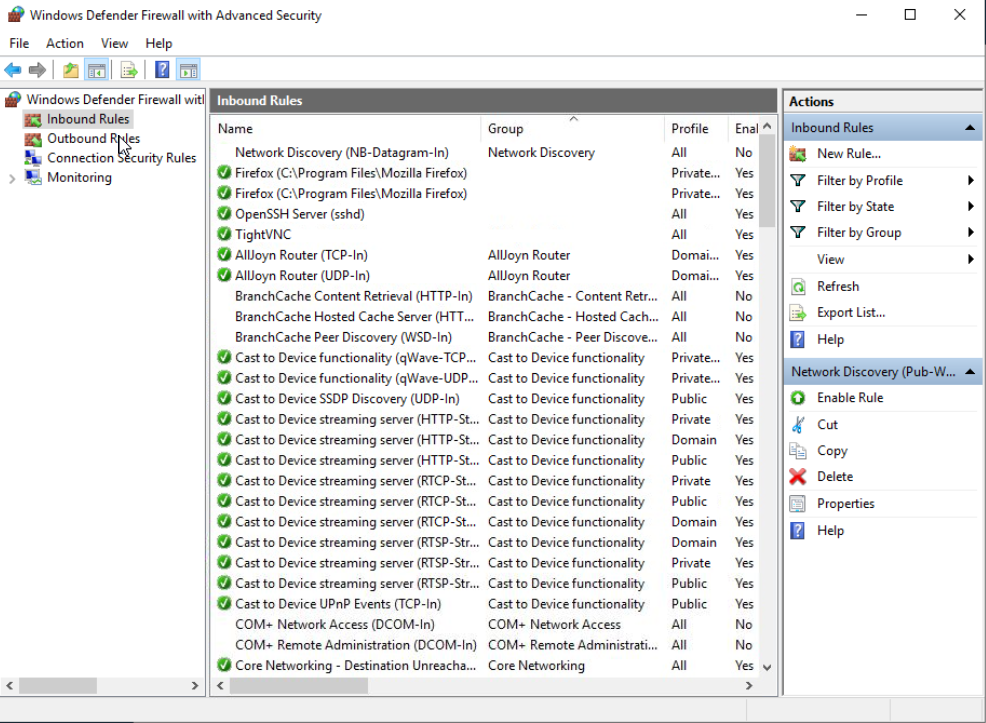 Windows Defender Firewall with Advanced Security
File Action View Help
Windows Defender Firewall with
Inbound Rules
Outbound Rules
Connection Security Rules
Monitoring
Inbound Rules
Name Group Profile Enal
Network Discovery (NB-Datagram-In) Network Discovery All No
Firefox (C:\Program Files\Mozilla Firefox) Private... Yes
Firefox (C:\Program Files\Mozilla Firefox) Private... Yes
OpenSSH Server (sshd) All Yes
TightVNC All Yes
AllJoyn Router (TCP-In) AllJoyn Router Domai... Yes
AllJoyn Router (UDP-In) AllJoyn Router Domai... Yes
BranchCache Content Retrieval (HTTP-In) BranchCache - Content Retr... All No
BranchCache Hosted Cache Server (HTT... BranchCache - Hosted Cach... All No
BranchCache Peer Discovery (WSD-In) BranchCache - Peer Discove... All No
Cast to Device functionality (qWave-TCP... Cast to Device functionality Private... Yes
Cast to Device functionality (qWave-UDP... Cast to Device functionality Private... Yes
Cast to Device SSDP Discovery (UDP-In) Cast to Device functionality Public Yes
Cast to Device streaming server (HTTP-St... Cast to Device functionality Private Yes
Cast to Device streaming server (HTTP-St... Cast to Device functionality Domain Yes
Cast to Device streaming server (HTTP-St... Cast to Device functionality Public Yes
Cast to Device streaming server (RTCP-St... Cast to Device functionality Private Yes
Cast to Device streaming server (RTCP-St... Cast to Device functionality Public Yes
Cast to Device streaming server (RTCP-St... Cast to Device functionality Domain Yes
Cast to Device streaming server (RTSP-Str... Cast to Device functionality Domain Yes
Cast to Device streaming server (RTSP-Str... Cast to Device functionality Private Yes
Cast to Device streaming server (RTSP-Str... Cast to Device functionality Public Yes
Cast to Device UPnP Events (TCP-In) Cast to Device functionality Public Yes
COM+ Network Access (DCOM-In) COM+ Network Access All No
COM+ Remote Administration (DCOM-In) COM+ Remote Administrati... All No
Core Networking - Destination Unreacha... Core Networking All Yes
Actions
Inbound Rules
New Rule...
Filter by Profile
Filter by State
Filter by Group
View
Refresh
Export List...
Help
Network Discovery (Pub-W...
Enable Rule
Cut
Copy
Delete
Properties
Help